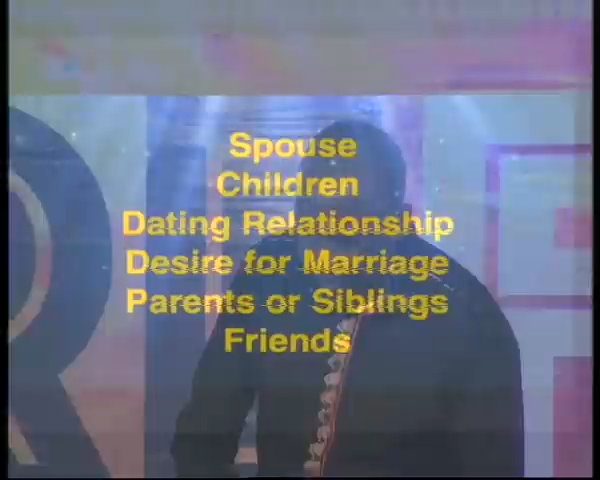 Spouse
Children
Dating Relationship
Desire for Marriage
Parents or Siblings
Friends